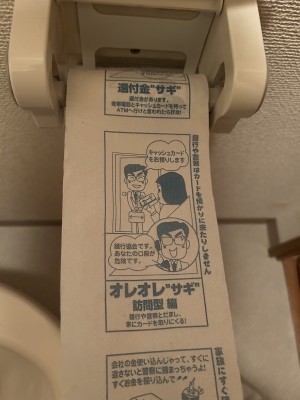 還付金"サギ"
還付金があります。
携帯電話とキャッシュカードを持って
ATMへ行けと言われたら詐欺!
銀行や警察はカードを預かりに来たりしません
キャッシュカード
をお預りします
銀行協会です。
あなたの口座が
危険です。
オレオレ"サギ"
訪問型 編
銀行や警察とだまし、
家にカードを取りにくる!
家族にすぐ
会社の金使い込んじゃって、すぐに
返さないと警察に捕まっちゃうよ!
すぐお金を振り込んで